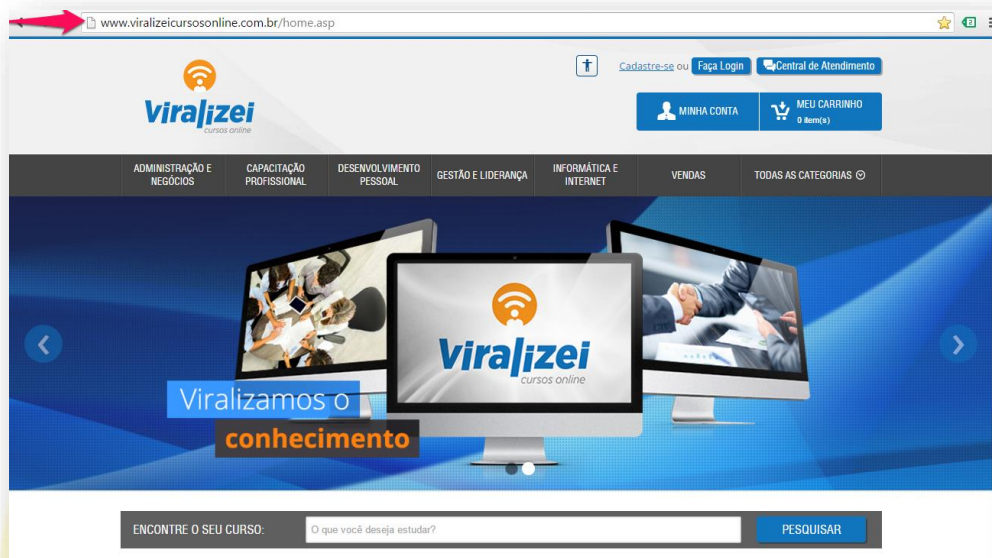 www.viralizeicursosonline.com.br/home.asp
2
Cadastre-se ou Faça Login
Central de Atendimento
Viralizei
cursos online
MINHA CONTA
MEU CARRINHO
0 item(s)
ADMINISTRAÇÃO E
NEGÓCIOS
CAPACITAÇÃO
PROFISSIONAL
DESENVOLVIMENTO
PESSOAL
GESTÃO E LIDERANÇA
INFORMÁTICA E
INTERNET
VENDAS
TODAS AS CATEGORIAS
Viralizei
cursos online
Viralizamos o
conhecimento
ENCONTRE O SEU CURSO:
O que você deseja estudar?
PESQUISAR